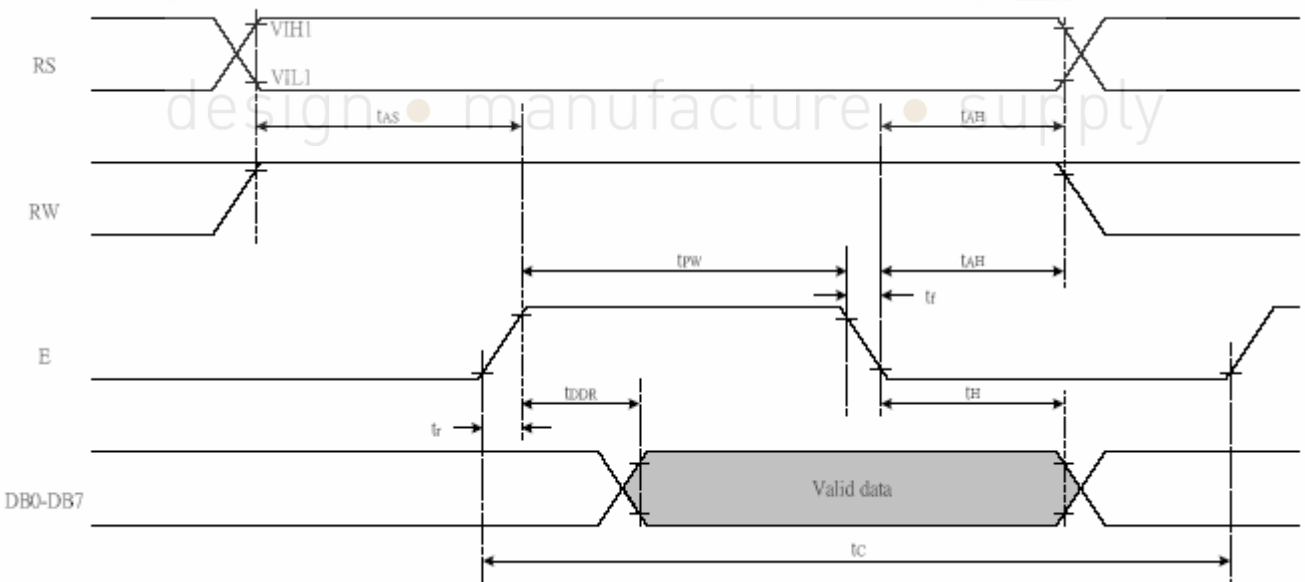 VIH1
RS
VIL1
design • manufacture • supply
tAS
tAH
RW
tPW
tAH
tf
E
tDDR
tH
tr
Valid data
DB0-DB7
tC